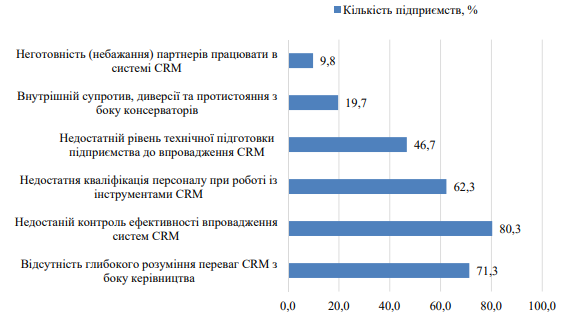 Кількість підприємств, %
Неготовність (небажання) партнерів працювати в
системі CRM
9,8
Внутрішній супротив, диверсії та протистояння з
боку консерваторів
19,7
Недостатній рівень технічної підготовки
підприємства до впровадження CRM
46,7
Недостатня кваліфікація персоналу при роботі із
інструментами CRM
62,3
Недостаній контроль ефективності впровадження
систем CRM
80,3
Відсутність глибокого розуміння переваг CRM з
боку керівництва
71,3
0,0 20,0 40,0 60,0 80,0 100,0